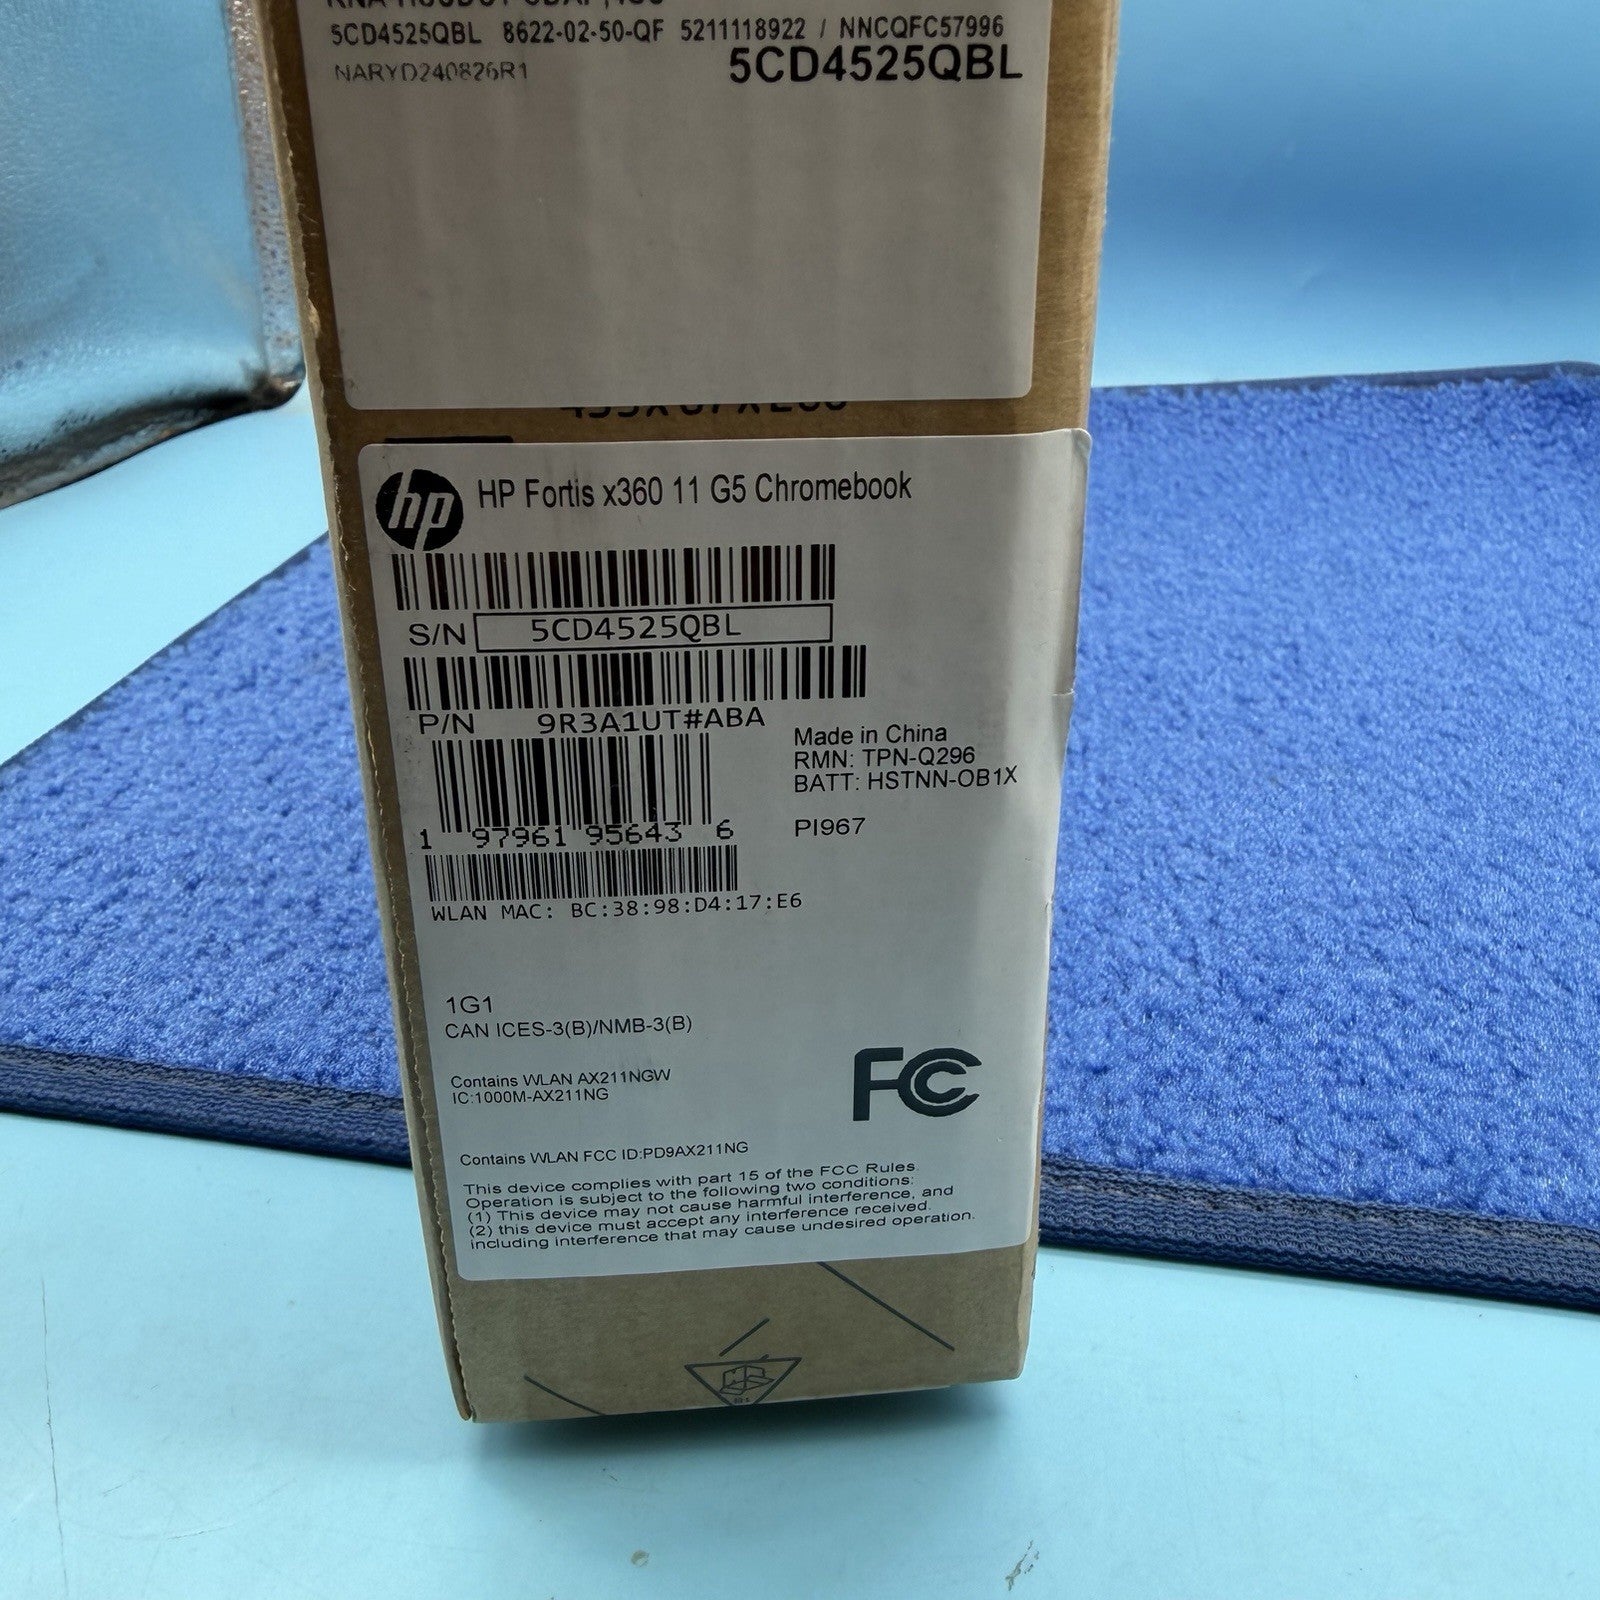 5CD4525QBL 8622-02-50-QF 5211118922 / NNCQFC57996
NARYD240826R1
5CD4525QBL
hp
HP Fortis x360 11 G5 Chromebook
S/N 5CD4525QBL
P/N 9R3A1UT#ABA
Made in China
RMN: TPN-Q296
BATT: HSTNN-OB1X
PI967
1 97961 95643 6
WLAN MAC: BC:38:98:D4:17:E6
1G1
CAN ICES-3(B)/NMB-3(B)
Contains WLAN AX211NGW
IC:1000M-AX211NG
FC
Contains WLAN FCC ID:PD9AX211NG
This device complies with part 15 of the FCC Rules.
Operation is subject to the following two conditions:
(1) This device may not cause harmful interference, and
(2) this device must accept any interference received.
including interference that may cause undesired operation.